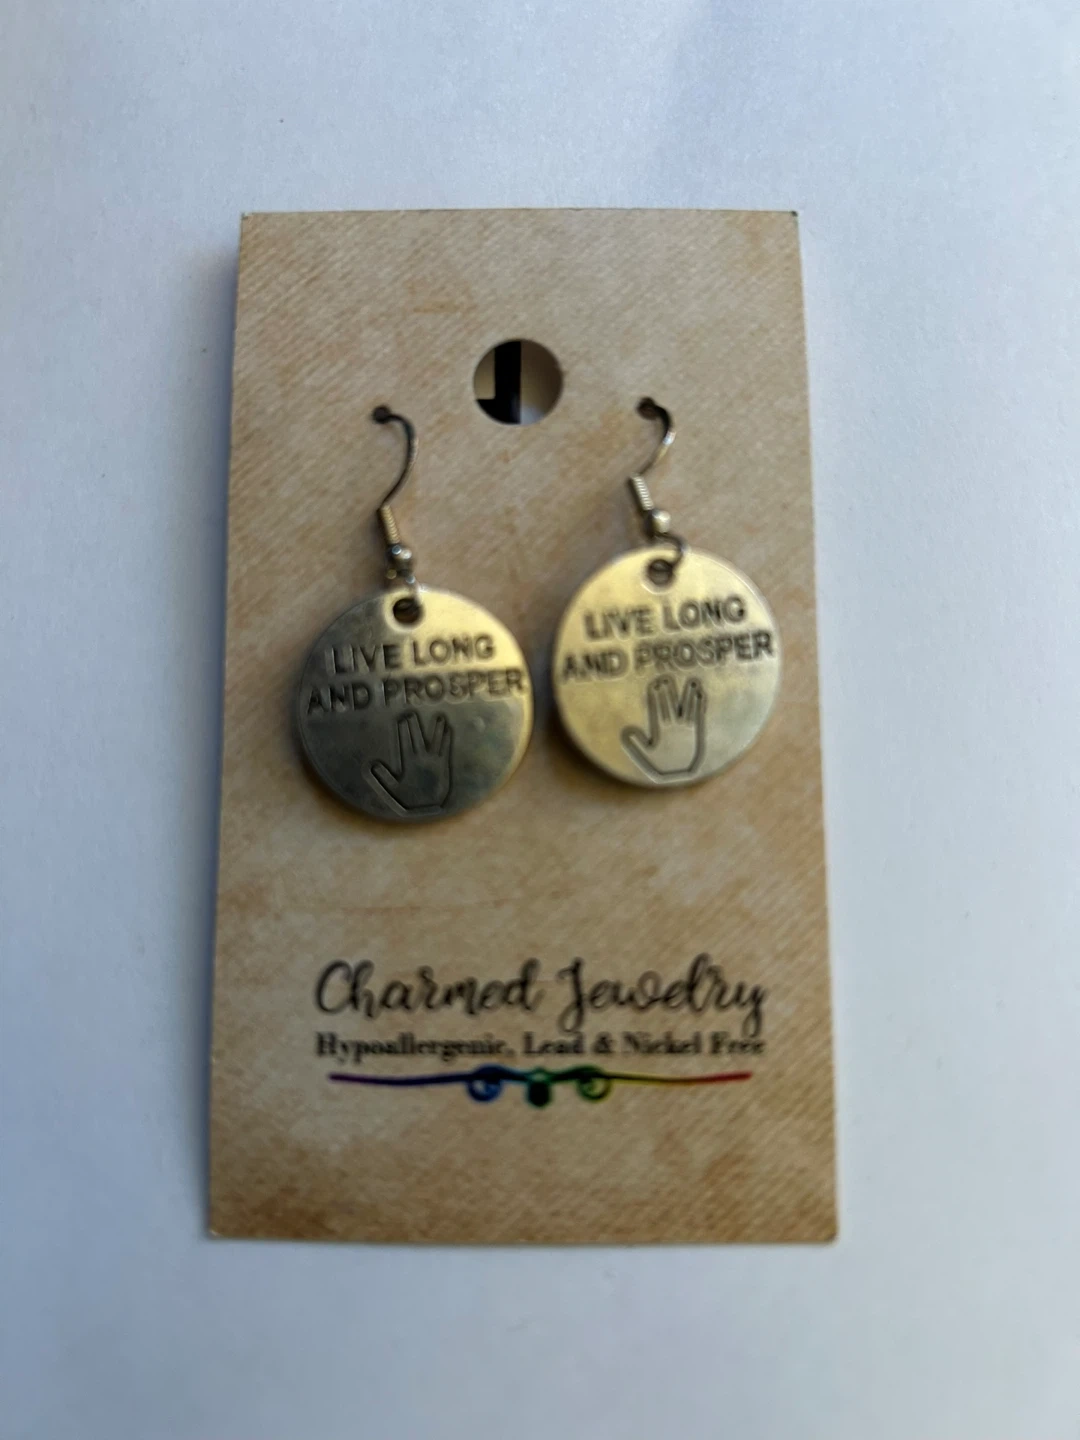 LIVE LONG
AND PROSPER
LIVE LONG
AND PROSPER
Charmed Jewelry
Hypoallergenic, Lead & Nickel Free